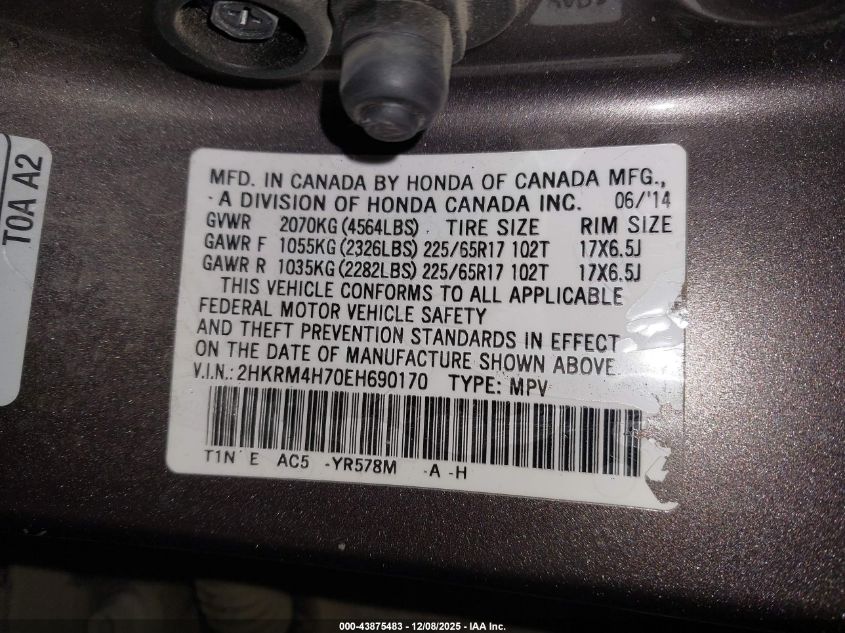 TOA A2
MFD. IN CANADA BY HONDA OF CANADA MFG.,
A DIVISION OF HONDA CANADA INC. 06/'14
GVWR 2070KG (4564LBS) TIRE SIZE RIM SIZE
GAWR F 1055KG (2326LBS) 225/65R17 102T 17X6.5J
GAWR R 1035KG (2282LBS) 225/65R17 102T 17X6.5J
THIS VEHICLE CONFORMS TO ALL APPLICABLE
FEDERAL MOTOR VEHICLE SAFETY
AND THEFT PREVENTION STANDARDS IN EFFECT
ON THE DATE OF MANUFACTURE SHOWN ABOVE.
V.I.N.: 2HKRM4H70EH690170 TYPE: MPV
T1N E AC5 -YR578M -A -H
000-43875483 - 12/08/2025 - IAA Inc.